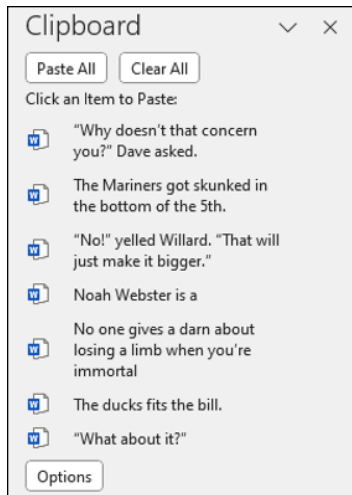 Clipboard
Paste All Clear All
Click an Item to Paste:
“Why doesn’t that concern
you?” Dave asked.
The Mariners got skunked in
the bottom of the 5th.
“No!” yelled Willard. “That will
just make it bigger.”
Noah Webster is a
No one gives a darn about
losing a limb when you’re
immortal
The ducks fits the bill.
“What about it?”
Options